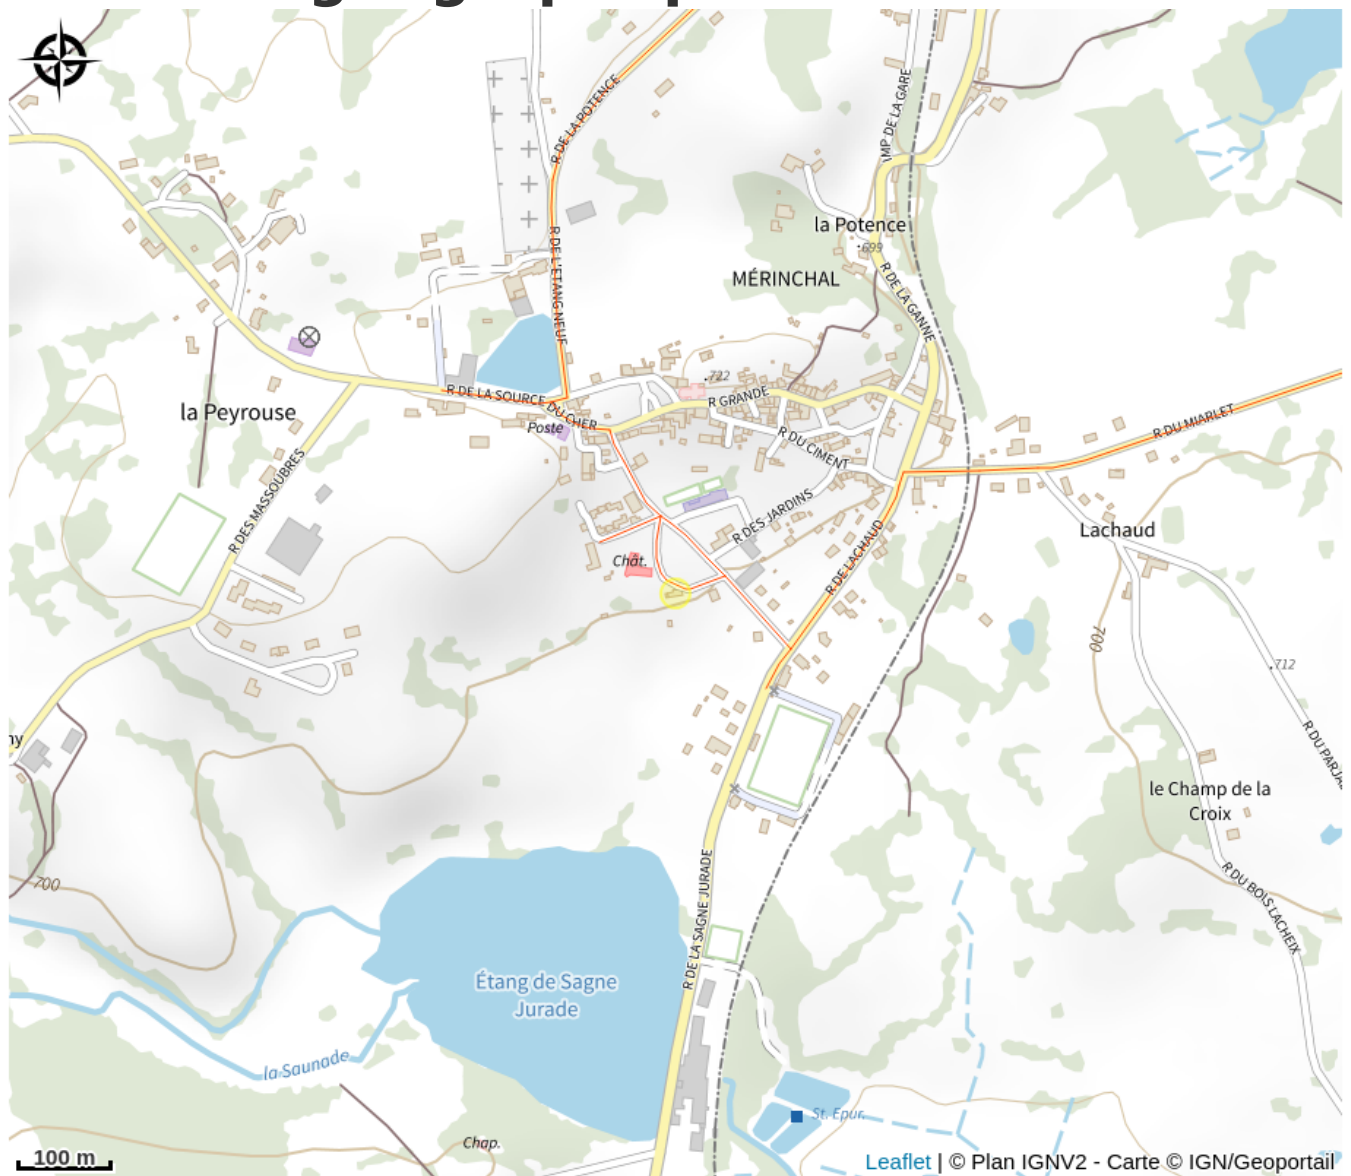 R DE LA POTENCE
IMP DE LA GARE
la Potence
699
MÉRINCHAL
R DE L'ETANG NEUF
R DE LA GANNE
722
R DE LA SOURCE DU CHER
R GRANDE
la Peyrouse
Poste
R DU CIMENT
R DU MIARLET
R DES MASSOUBRES
R DES JARDINS
Lachaud
Chât.
R DE LACHAUD
700
712
ny
R DU PARJA
le Champ de la
Croix
R DE LA SAGNE JURADE
R DU BOIS LACHEIX
700
Étang de Sagne
Jurade
la Saunade
St. Epur.
Chap.
100 m
Leaflet | © Plan IGNV2 - Carte © IGN/Geoportail